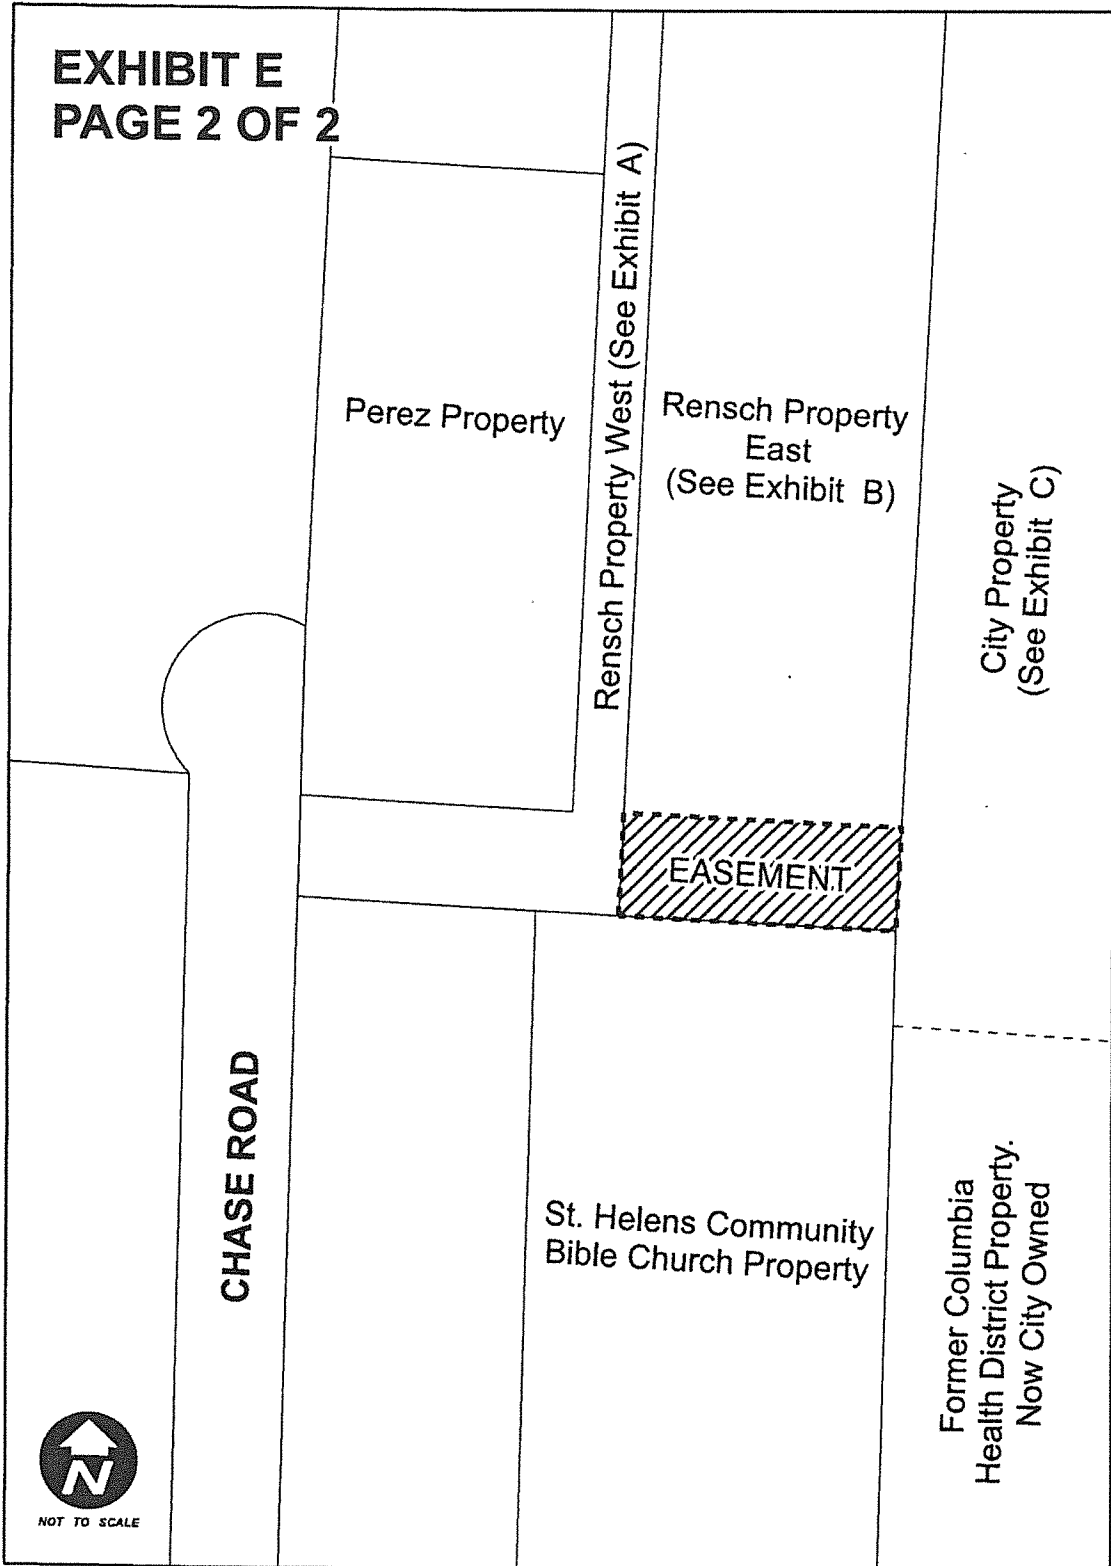 EXHIBIT E
PAGE 2 OF 2
Perez Property
Rensch Property West (See Exhibit A)
Rensch Property
East
(See Exhibit B)
City Property
(See Exhibit C)
EASEMENT
CHASE ROAD
St. Helens Community
Bible Church Property
Former Columbia
Health District Property.
Now City Owned
N
NOT TO SCALE